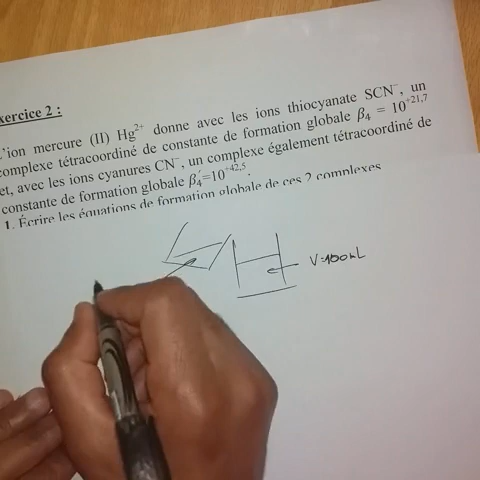 xercice 2 :
L'ion mercure (II) Hg²⁺ donne avec les ions thiocyanate SCN⁻, un
complexe tétracoordiné de constante de formation globale β₄ = 10⁺²¹,⁷
et, avec les ions cyanures CN⁻, un complexe également tétracoordiné de
constante de formation globale β₄'=10⁺⁴²,⁵.
1. Écrire les équations de formation globale de ces 2 complexes
V=100mL